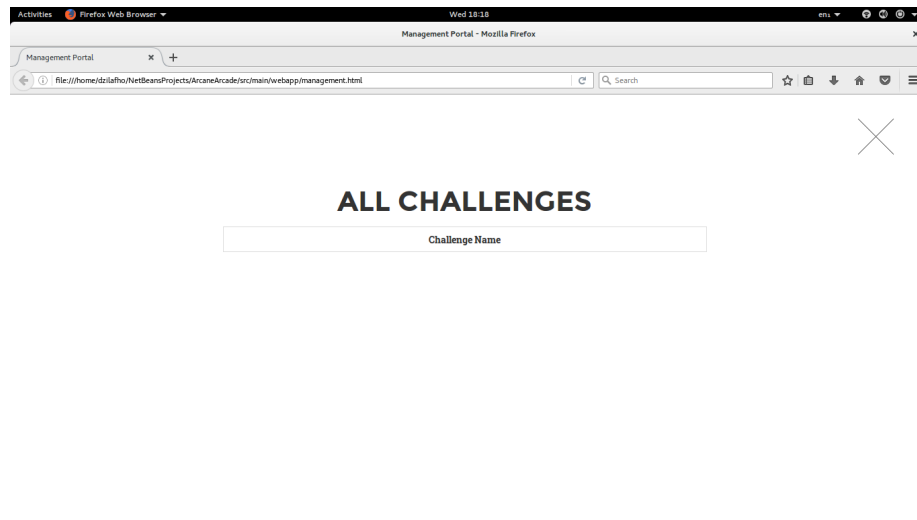 Activities Firefox Web Browser Wed 18:18 en₁
Management Portal - Mozilla Firefox
Management Portal
file:///home/dzilafho/NetBeansProjects/ArcaneArcade/src/main/webapp/management.html Search
ALL CHALLENGES
Challenge Name